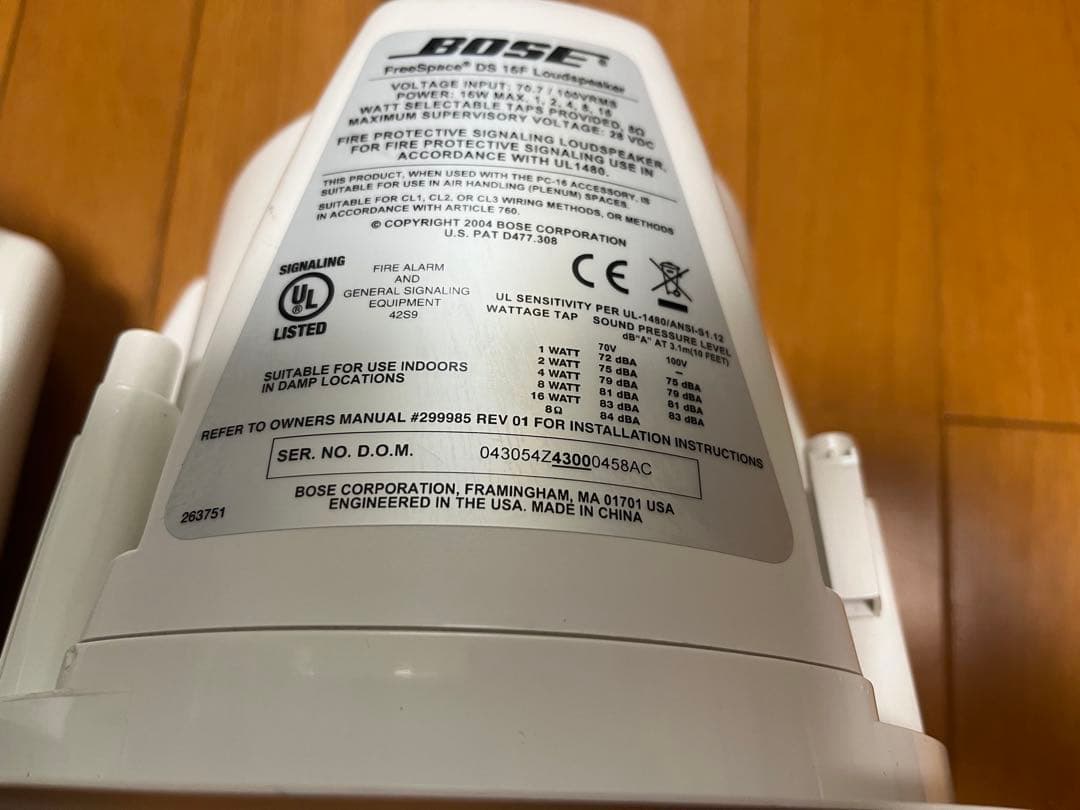 BOSE®
FreeSpace® DS 16F Loudspeaker
VOLTAGE INPUT: 70.7 / 100VRMS
POWER: 16W MAX, 1, 2, 4, 8, 16
WATT SELECTABLE TAPS PROVIDED, 8Ω
MAXIMUM SUPERVISORY VOLTAGE: 28 VDC
FIRE PROTECTIVE SIGNALING LOUDSPEAKER.
FOR FIRE PROTECTIVE SIGNALING USE IN
ACCORDANCE WITH UL1480.
THIS PRODUCT, WHEN USED WITH THE PC-16 ACCESSORY, IS
SUITABLE FOR USE IN AIR HANDLING (PLENUM) SPACES.
SUITABLE FOR CL1, CL2, OR CL3 WIRING METHODS, OR METHODS
IN ACCORDANCE WITH ARTICLE 760.
© COPYRIGHT 2004 BOSE CORPORATION
U.S. PAT D477.308
SIGNALING
UL®
LISTED
FIRE ALARM
AND
GENERAL SIGNALING
EQUIPMENT
42S9
CE
UL SENSITIVITY PER UL-1480/ANSI-S1.12
WATTAGE TAP SOUND PRESSURE LEVEL
dB"A" AT 3.1m(10 FEET)
70V 100V
1 WATT 72 dBA –
2 WATT 75 dBA 75 dBA
4 WATT 79 dBA 79 dBA
8 WATT 81 dBA 81 dBA
16 WATT 83 dBA 83 dBA
8Ω 84 dBA
SUITABLE FOR USE INDOORS
IN DAMP LOCATIONS
REFER TO OWNERS MANUAL #299985 REV 01 FOR INSTALLATION INSTRUCTIONS
SER. NO. D.O.M. 043054Z43000458AC
BOSE CORPORATION, FRAMINGHAM, MA 01701 USA
ENGINEERED IN THE USA. MADE IN CHINA
263751